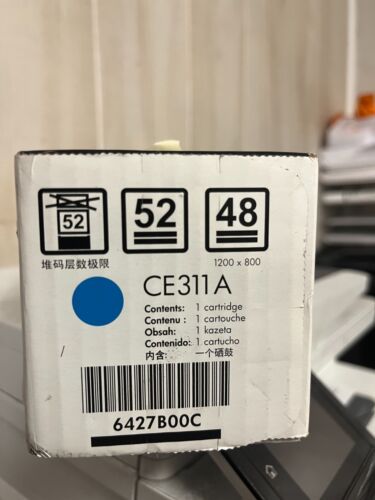 52
52
48
堆码层数极限
1200 x 800
CE311A
Contents: 1 cartridge
Contenu : 1 cartouche
Obsah: 1 kazeta
Contenido: 1 cartucho
内含: 一个硒鼓
6427B00C